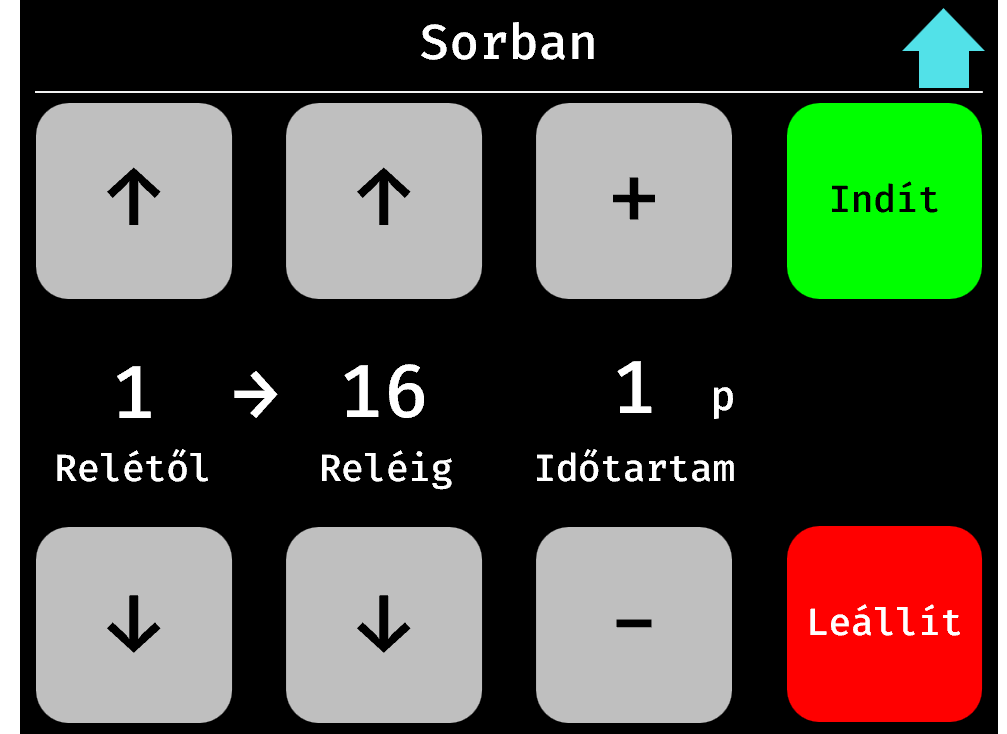 Sorban
↑ ↑ + Indít
1 → 16 1 p
Relétől Reléig Időtartam
↓ ↓ − Leállít